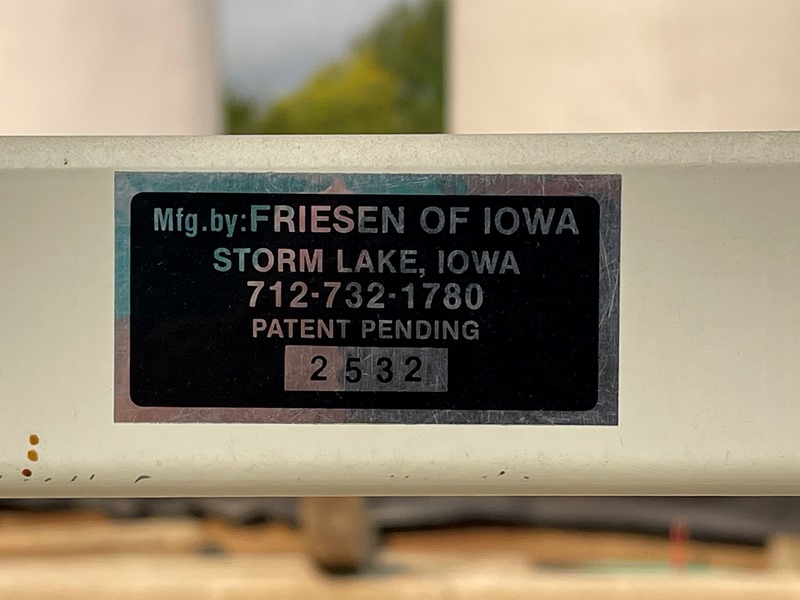 Mfg.by:FRIESEN OF IOWA
STORM LAKE, IOWA
712-732-1780
PATENT PENDING
2532